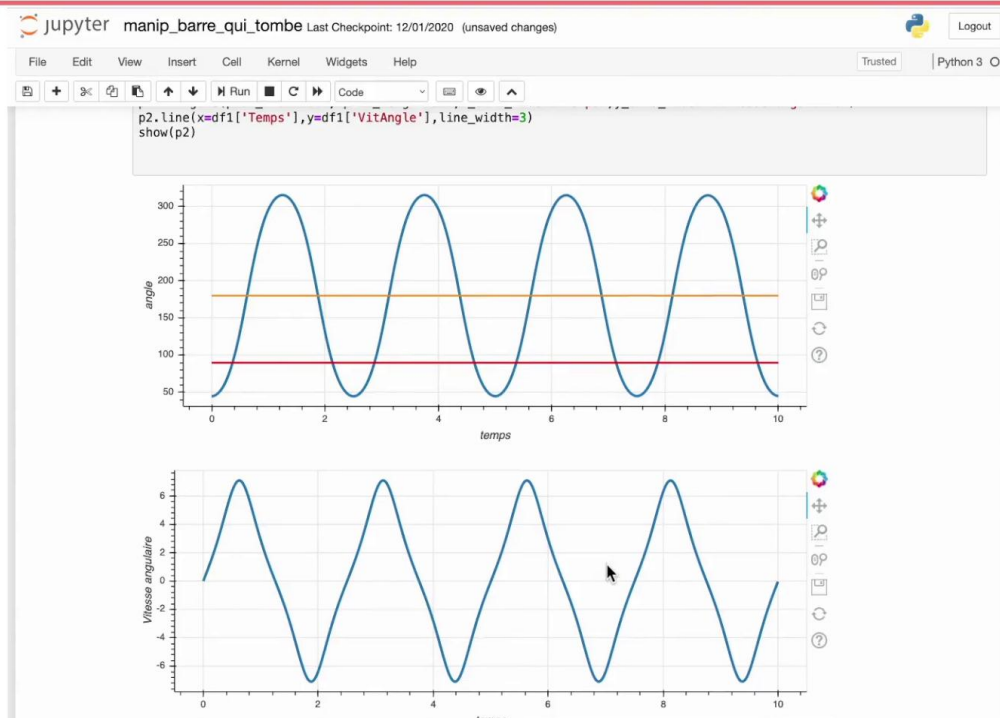 jupyter manip_barre_qui_tombe Last Checkpoint: 12/01/2020 (unsaved changes) Logout
File Edit View Insert Cell Kernel Widgets Help Trusted Python 3
Run Code
p2.line(x=df1['Temps'],y=df1['VitAngle'],line_width=3)
show(p2)
300
250
200
150
100
50
angle
0 2 4 6 8 10
temps
6
4
2
0
-2
-4
-6
Vitesse angulaire
0 2 4 6 8 10